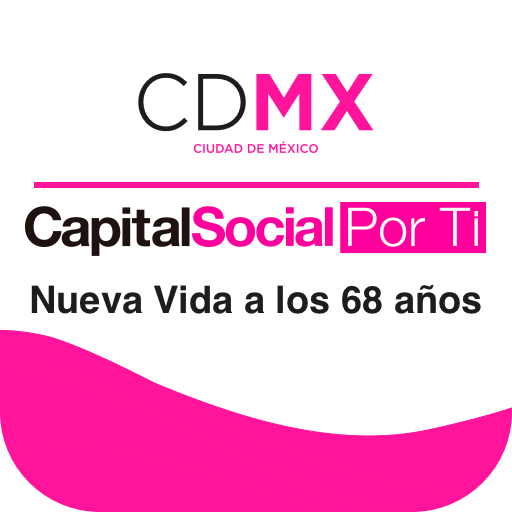 CDMX
CIUDAD DE MÉXICO
CapitalSocial Por Ti
Nueva Vida a los 68 años